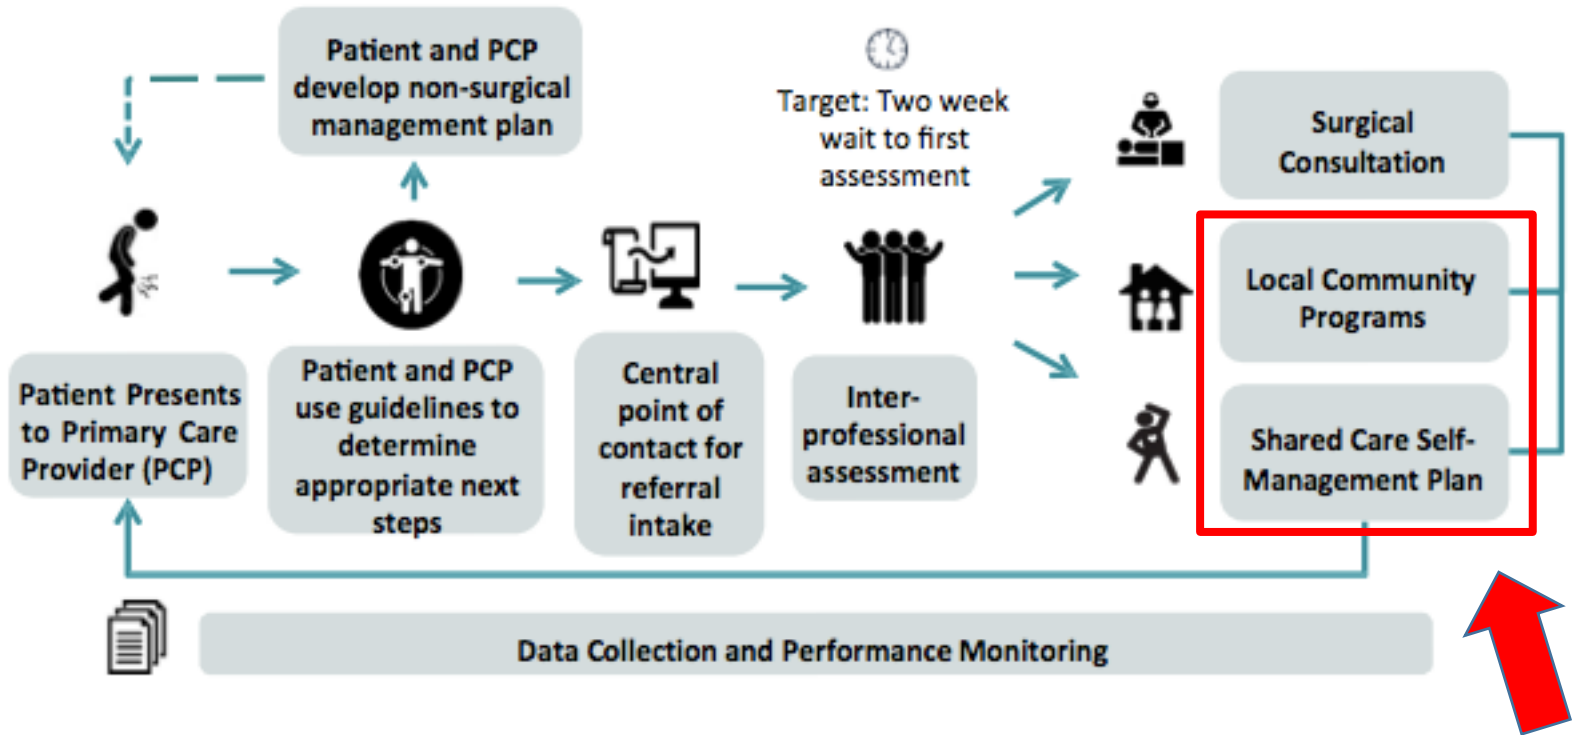 Patient and PCP
develop non-surgical
management plan
Target: Two week
wait to first
assessment
Surgical
Consultation
Local Community
Programs
Shared Care Self-
Management Plan
Patient Presents
to Primary Care
Provider (PCP)
Patient and PCP
use guidelines to
determine
appropriate next
steps
Central
point of
contact for
referral
intake
Inter-
professional
assessment
Data Collection and Performance Monitoring